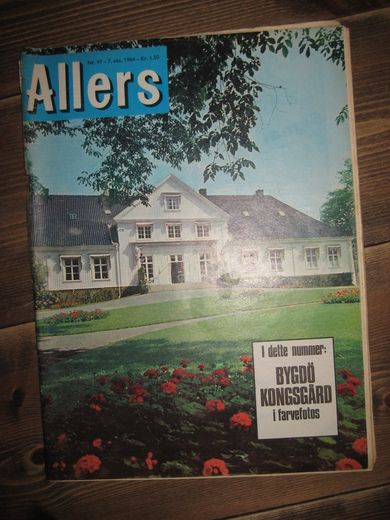 Nr. 41 - 7. okt. 1964 - Kr. 1.50
Allers
I dette nummer:
BYGDÖ
KONGSGÅRD
i farvefotos